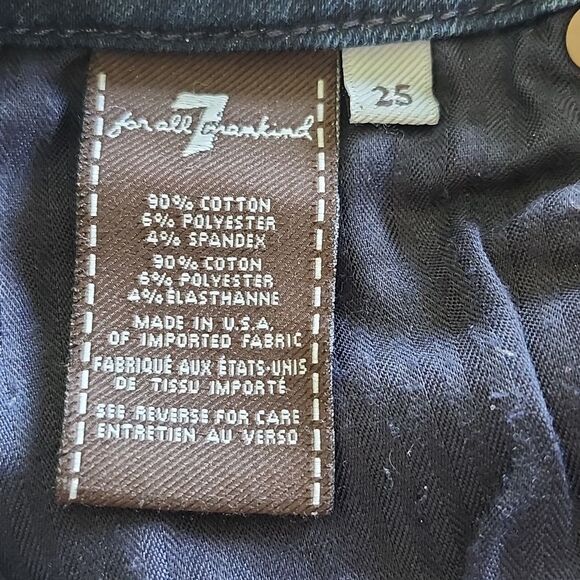 for all 7 mankind
25
90% COTTON
6% POLYESTER
4% SPANDEX
90% COTON
6% POLYESTER
4% ÉLASTHANNE
MADE IN U.S.A.
OF IMPORTED FABRIC
FABRIQUÉ AUX ÉTATS-UNIS
DE TISSU IMPORTÉ
SEE REVERSE FOR CARE
ENTRETIEN AU VERSO